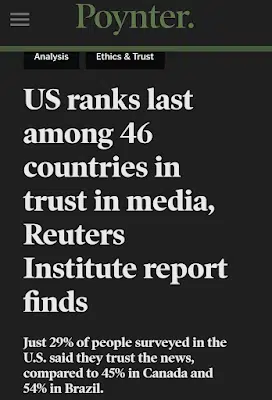 Poynter.
Analysis
Ethics & Trust
US ranks last
among 46
countries in
trust in media,
Reuters
Institute report
finds
Just 29% of people surveyed in the
U.S. said they trust the news,
compared to 45% in Canada and
54% in Brazil.